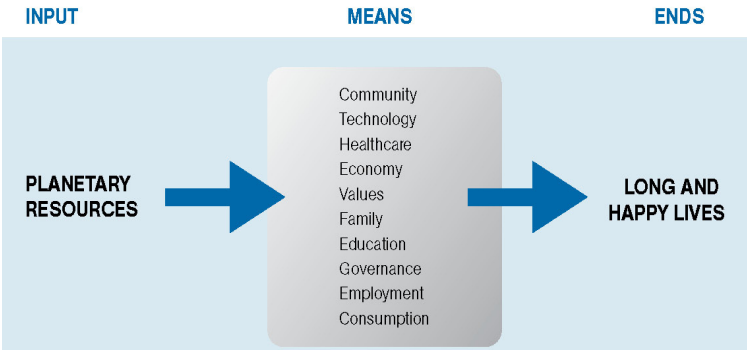 INPUT
MEANS
ENDS
PLANETARY
RESOURCES
Community
Technology
Healthcare
Economy
Values
Family
Education
Governance
Employment
Consumption
LONG AND
HAPPY LIVES